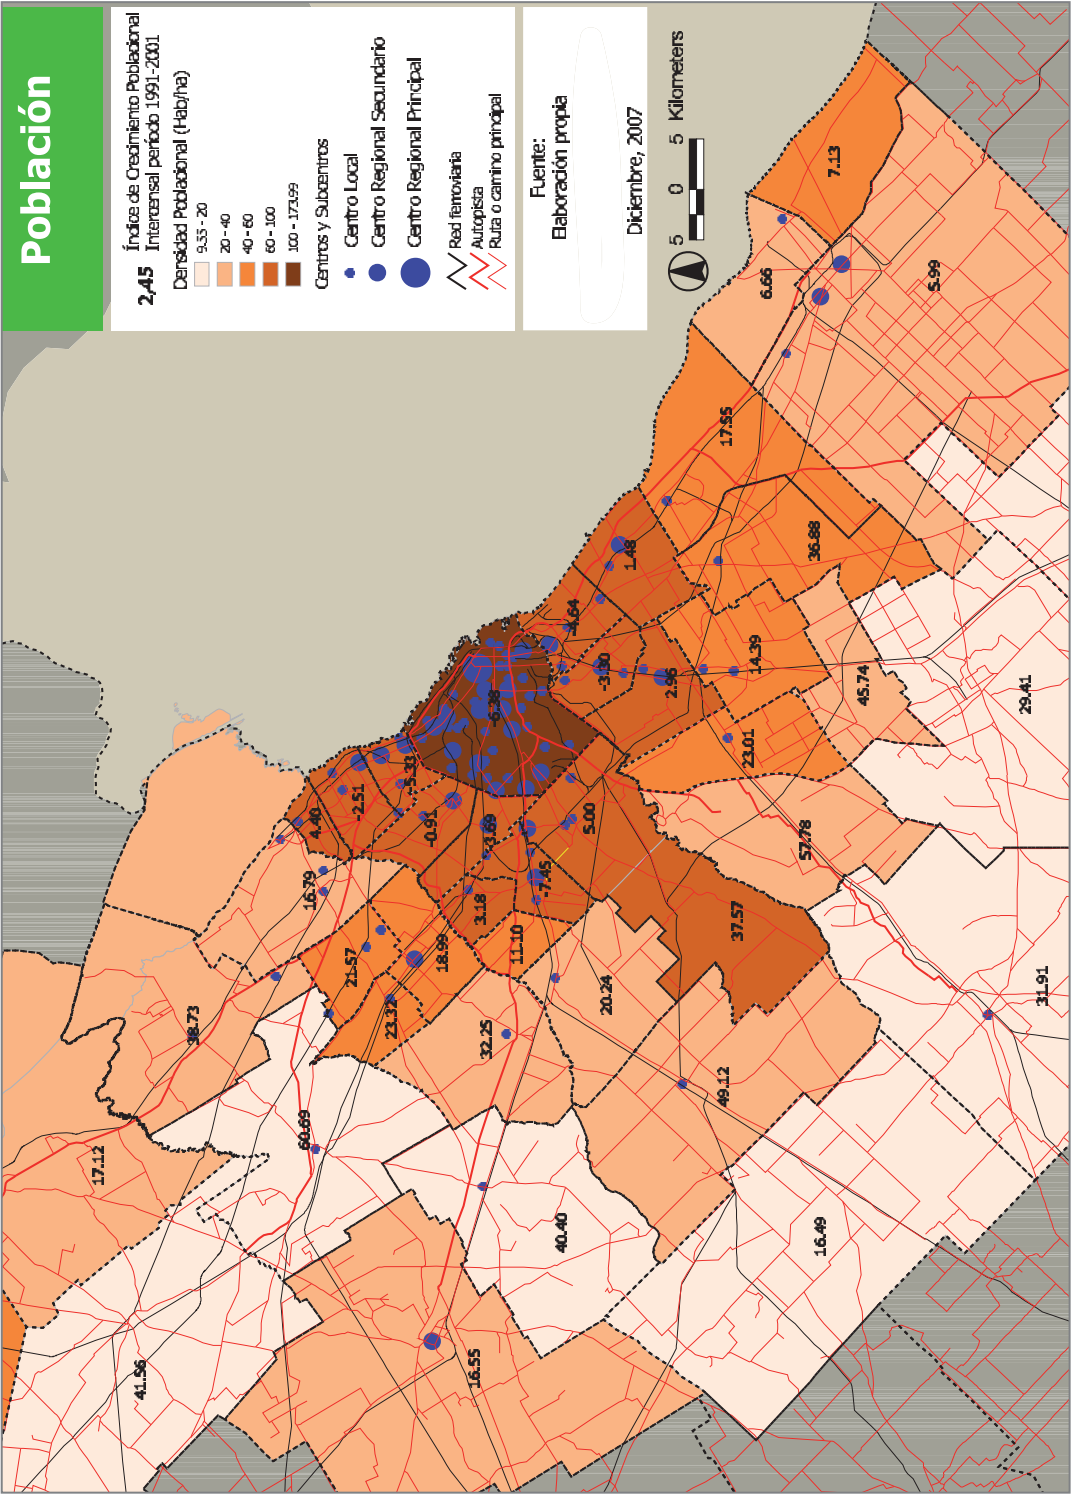 Población
2,45
Índice de Crecimiento Poblacional
Intercensal período 1991-2001
Densidad Poblacional (Hab/ha)
9.55 - 20
20 - 40
40 - 60
60 - 100
100 - 173.99
Centros y Subcentros
Centro Local
Centro Regional Secundario
Centro Regional Principal
Red ferroviaria
Autopista
Ruta o camino principal
Fuente:
Elaboración propia
Diciembre, 2007
5 0 5 Kilometers
7.13
6.66
5.99
17.55
36.88
1.48
-4.64
-3.30
2.96
14.39
45.74
29.41
23.01
-6.38
-5.33
-2.51
4.40
-0.91
-3.69
5.00
57.78
-7.45
3.18
16.79
37.57
11.10
18.99
21.57
23.32
20.24
32.25
38.73
31.91
49.12
60.69
17.12
40.40
16.49
16.55
41.56